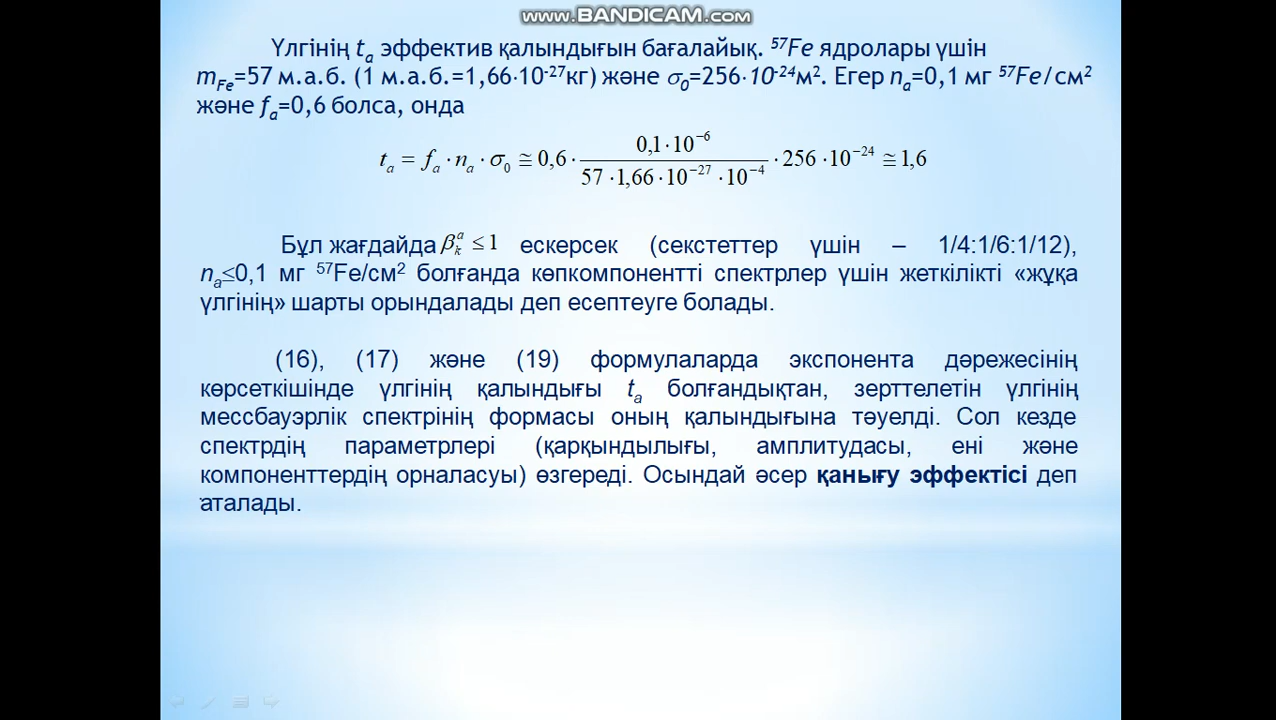 www.BANDICAM.com
Үлгінің tₐ эффектив қалындығын бағалайық. ⁵⁷Fe ядролары үшін
m_Fe=57 м.а.б. (1 м.а.б.=1,66·10⁻²⁷кг) және σ₀=256·10⁻²⁴м². Егер nₐ=0,1 мг ⁵⁷Fe/см²
және fₐ=0,6 болса, онда
tₐ = fₐ · nₐ · σ₀ ≅ 0,6 · (0,1·10⁻⁶)/(57·1,66·10⁻²⁷·10⁻⁴) · 256·10⁻²⁴ ≅ 1,6
Бұл жағдайда βₖᵃ ≤ 1 ескерсек (секстеттер үшін – 1/4:1/6:1/12),
nₐ≤0,1 мг ⁵⁷Fe/см² болғанда көпкомпонентті спектрлер үшін жеткілікті «жұқа
үлгінің» шарты орындалады деп есептеуге болады.
(16), (17) және (19) формулаларда экспонента дәрежесінің
көрсеткішінде үлгінің қалындығы tₐ болғандықтан, зерттелетін үлгінің
мессбауэрлік спектрінің формасы оның қалындығына тәуелді. Сол кезде
спектрдің параметрлері (қарқындылығы, амплитудасы, ені және
компоненттердің орналасуы) өзгереді. Осындай әсер қанығу эффектісі деп
аталады.